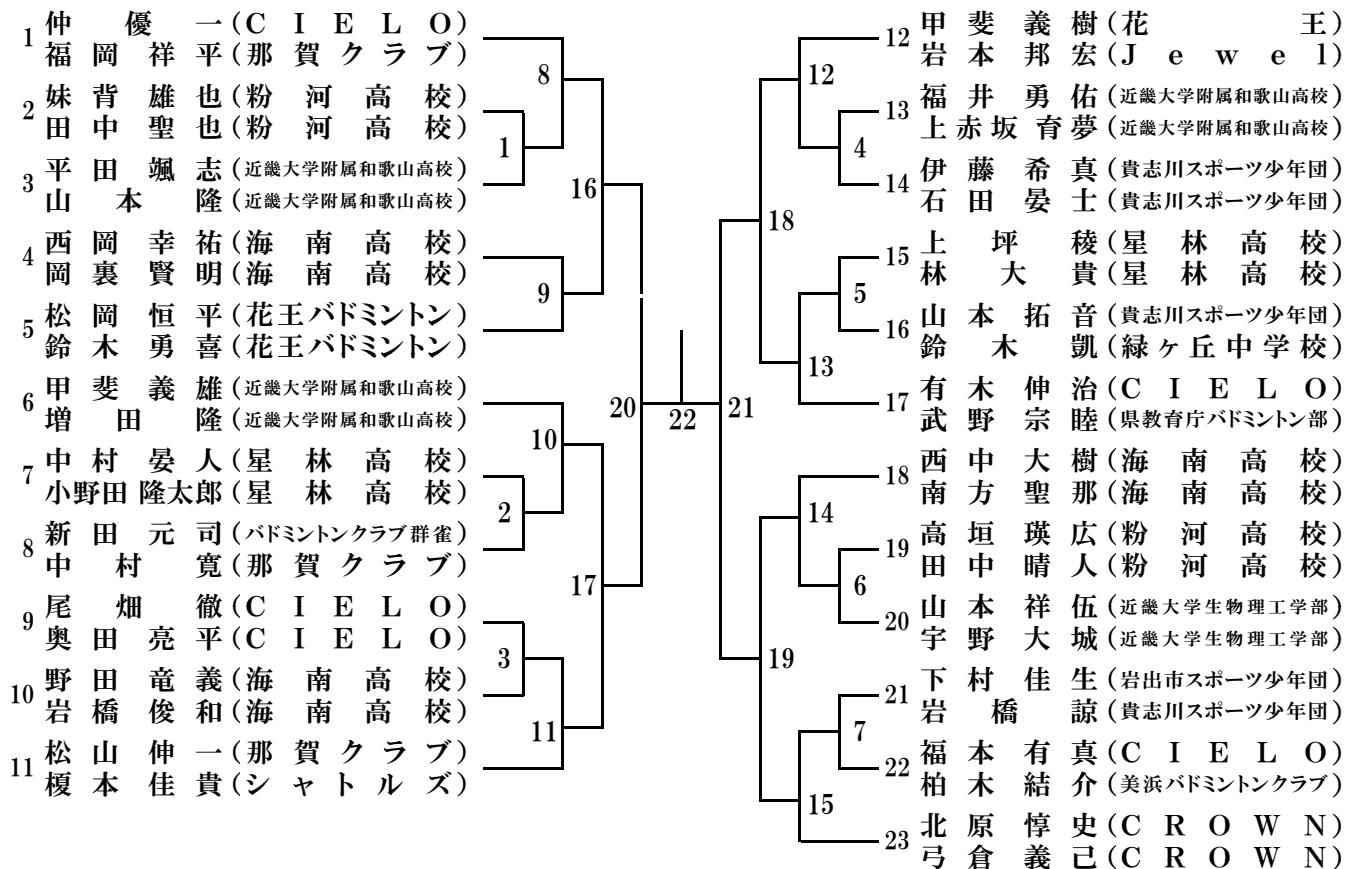 1 仲優一(CIELO)
福岡祥平(那賀クラブ)
2 妹背雄也(粉河高校)
田中聖也(粉河高校)
3 平田颯志(近畿大学附属和歌山高校)
山本隆(近畿大学附属和歌山高校)
4 西岡幸祐(海南高校)
岡裏賢明(海南高校)
5 松岡恒平(花王バドミントン)
鈴木勇喜(花王バドミントン)
6 甲斐義雄(近畿大学附属和歌山高校)
増田隆(近畿大学附属和歌山高校)
7 中村晏人(星林高校)
小野田隆太郎(星林高校)
8 新田元司(バドミントンクラブ群雀)
中村寛(那賀クラブ)
9 尾畑徹(CIELO)
奥田亮平(CIELO)
10 野田竜義(海南高校)
岩橋俊和(海南高校)
11 松山伸一(那賀クラブ)
榎本佳貴(シャトルズ)
8
1
16
9
10
2
17
3
11
20
22
21
12
4
18
5
13
14
6
19
7
15
12 甲斐義樹(花王)
岩本邦宏(Jewel)
13 福井勇佑(近畿大学附属和歌山高校)
上赤坂育夢(近畿大学附属和歌山高校)
14 伊藤希真(貴志川スポーツ少年団)
石田晏士(貴志川スポーツ少年団)
15 上坪稜(星林高校)
林大貴(星林高校)
16 山本拓音(貴志川スポーツ少年団)
鈴木凱(緑ヶ丘中学校)
17 有木伸治(CIELO)
武野宗睦(県教育庁バドミントン部)
18 西中大樹(海南高校)
南方聖那(海南高校)
19 高垣瑛広(粉河高校)
田中晴人(粉河高校)
20 山本祥伍(近畿大学生物理工学部)
宇野大城(近畿大学生物理工学部)
21 下村佳生(岩出市スポーツ少年団)
岩橋諒(貴志川スポーツ少年団)
22 福本有真(CIELO)
柏木結介(美浜バドミントンクラブ)
23 北原惇史(CROWN)
弓倉義己(CROWN)